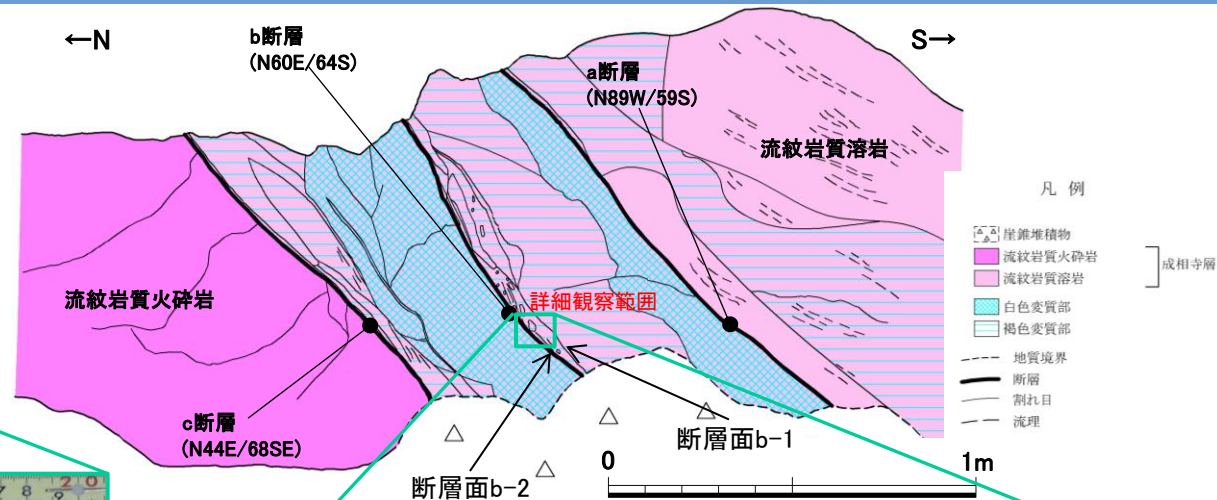 ←N
S→
b断層
(N60E/64S)
a断層
(N89W/59S)
流紋岩質溶岩
流紋岩質火砕岩
詳細観察範囲
c断層
(N44E/68SE)
断層面b-1
断層面b-2
0
1m
凡 例
崖錐堆積物
流紋岩質火砕岩
流紋岩質溶岩
成相寺層
白色変質部
褐色変質部
地質境界
断層
割れ目
流理
7 8 9 20